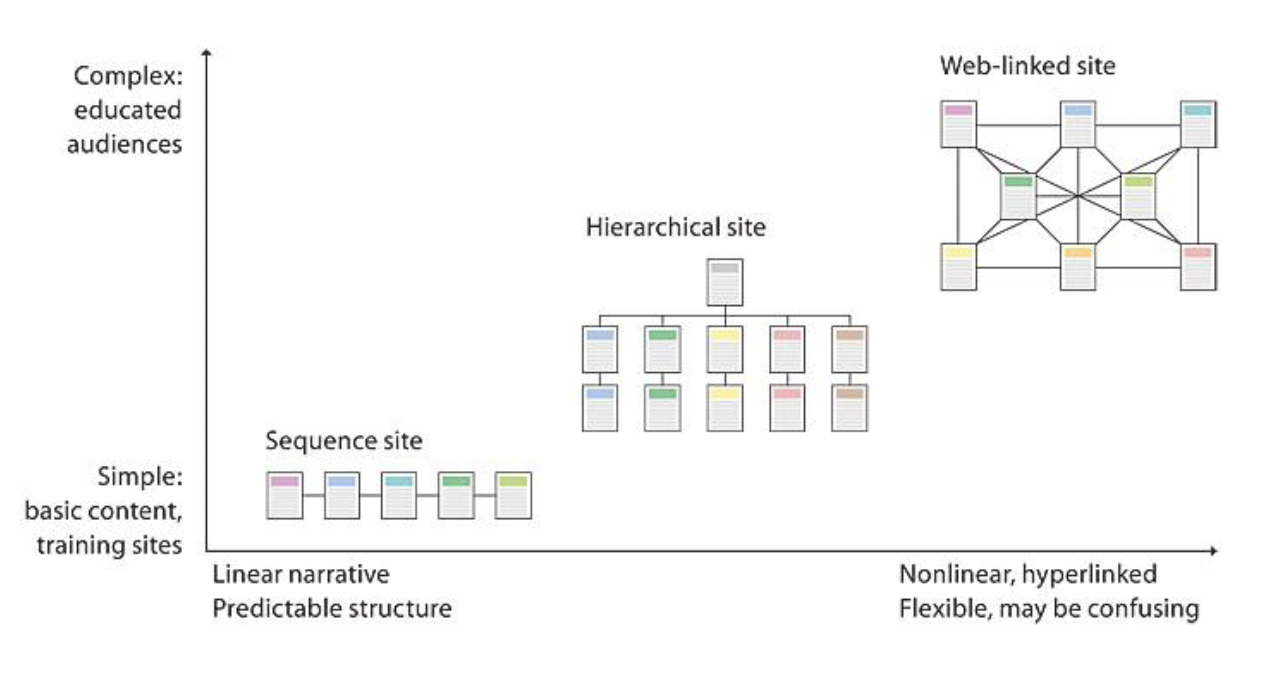 Complex:
educated
audiences
Web-linked site
Hierarchical site
Sequence site
Simple:
basic content,
training sites
Linear narrative
Predictable structure
Nonlinear, hyperlinked
Flexible, may be confusing